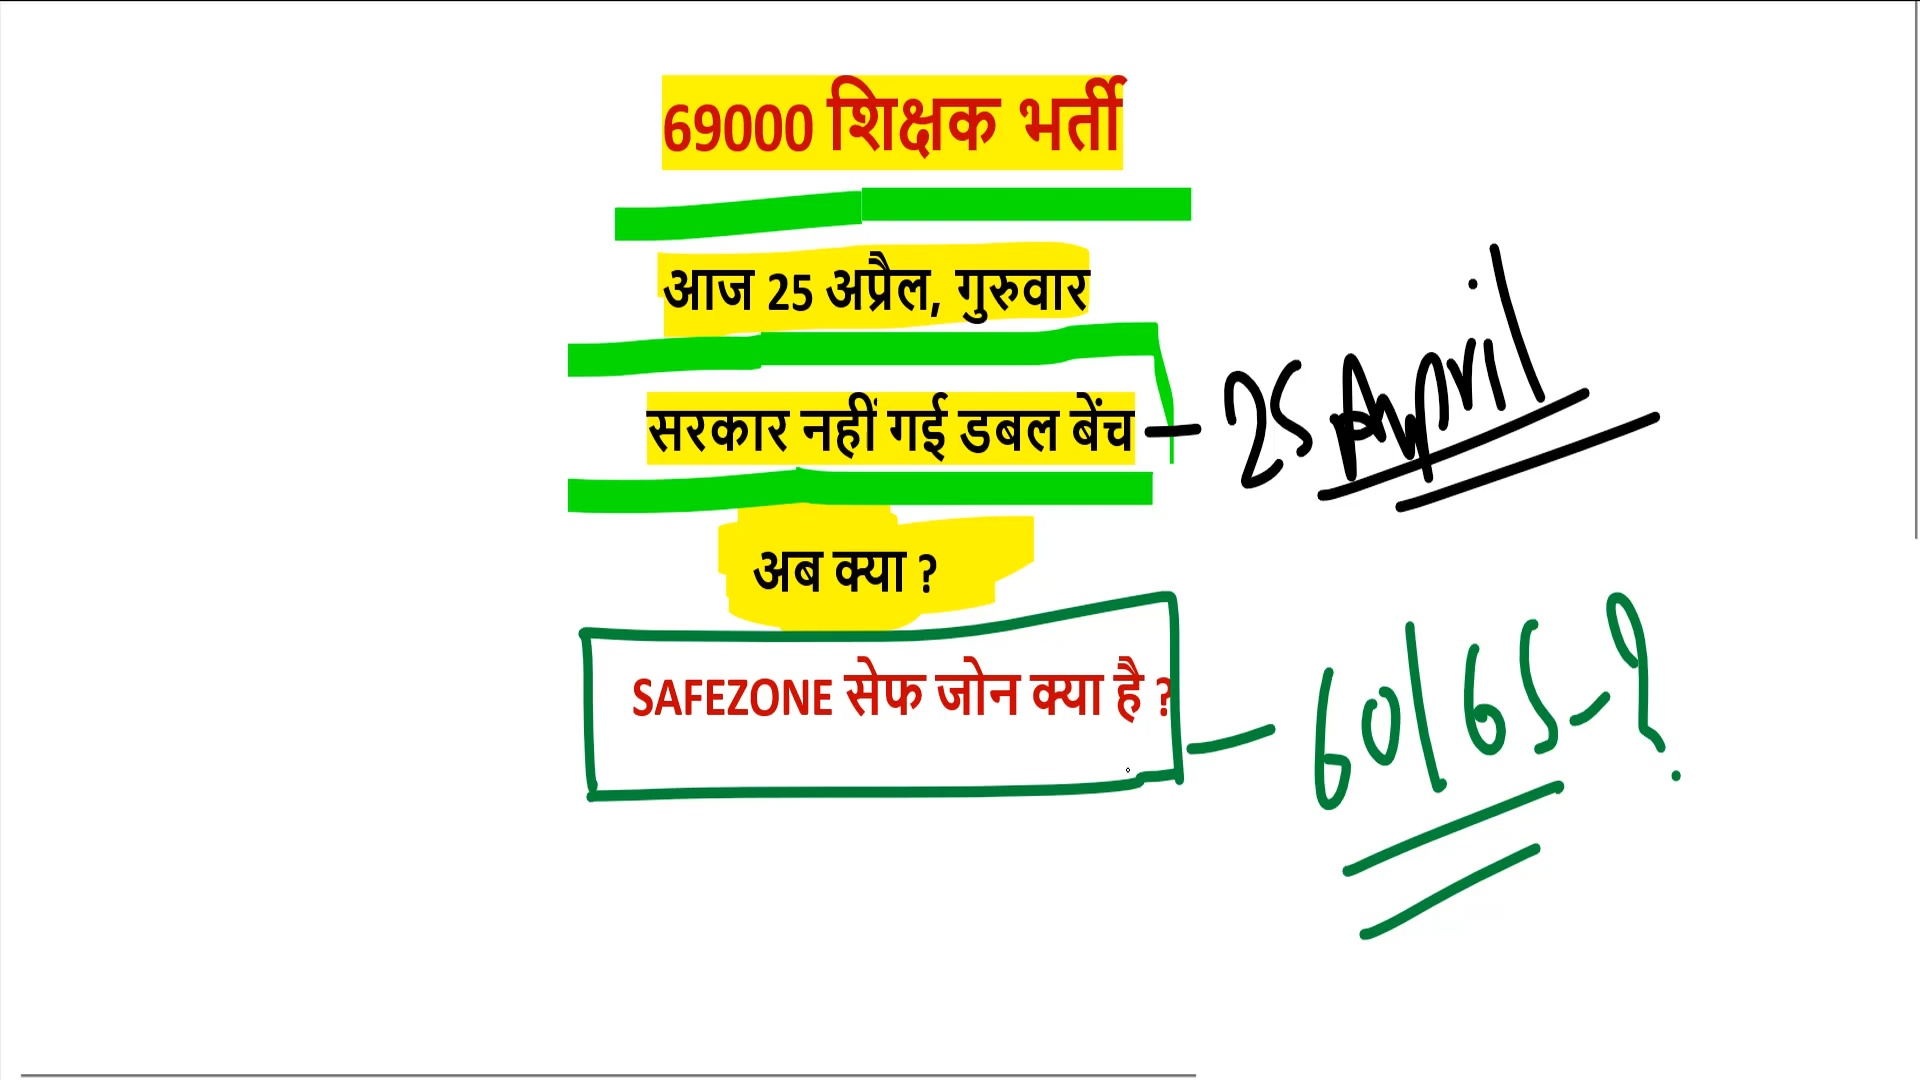 69000 शिक्षक भर्ती
आज 25 अप्रैल, गुरुवार
सरकार नहीं गई डबल बेंच – 25 April
अब क्या ?
SAFEZONE सेफ जोन क्या है ? – 60/65 - ?